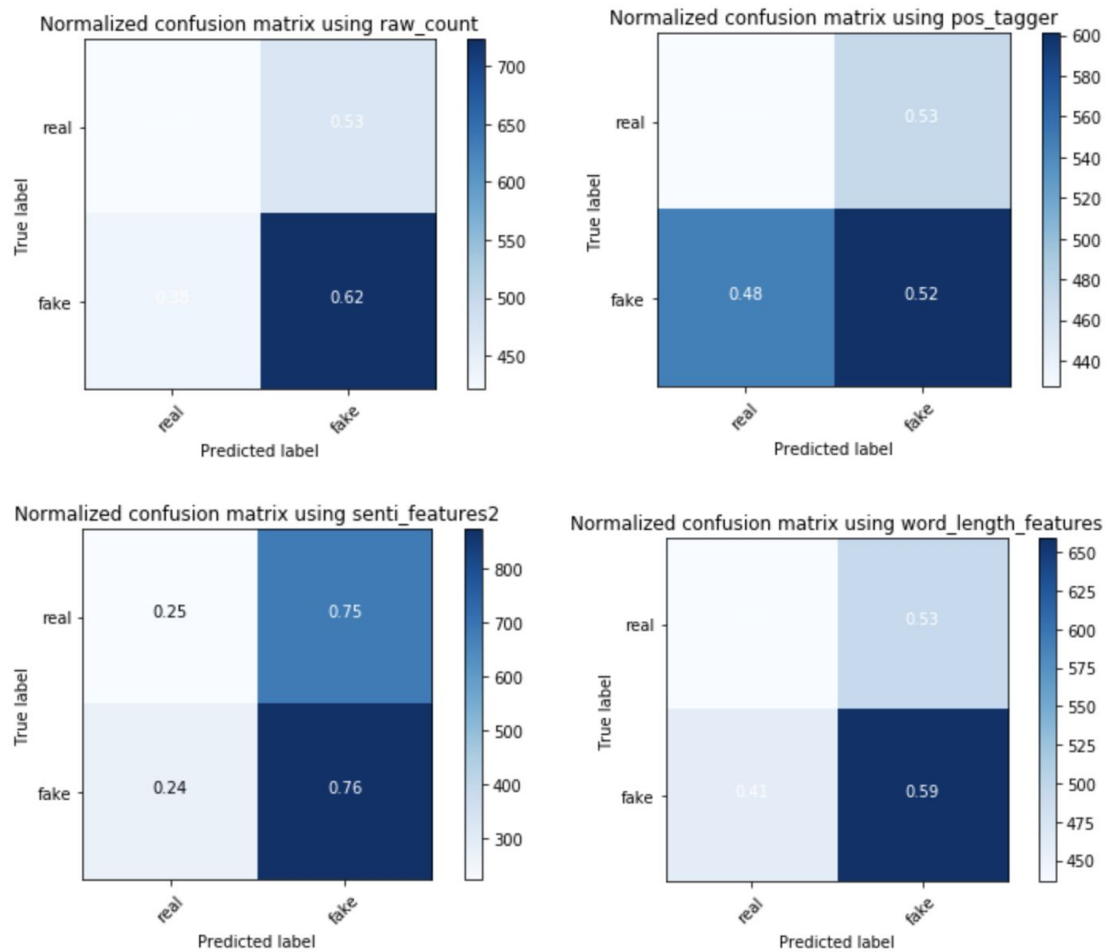 Normalized confusion matrix using raw_count
700
650
600
550
500
450
True label
real
0.53
fake
0.38
0.62
real
fake
Predicted label
Normalized confusion matrix using pos_tagger
600
580
560
540
520
500
480
460
440
True label
real
0.53
fake
0.48
0.52
real
fake
Predicted label
Normalized confusion matrix using senti_features2
800
700
600
500
400
300
True label
real
0.25
0.75
fake
0.24
0.76
real
fake
Predicted label
Normalized confusion matrix using word_length_features
650
625
600
575
550
525
500
475
450
True label
real
0.53
fake
0.41
0.59
real
fake
Predicted label